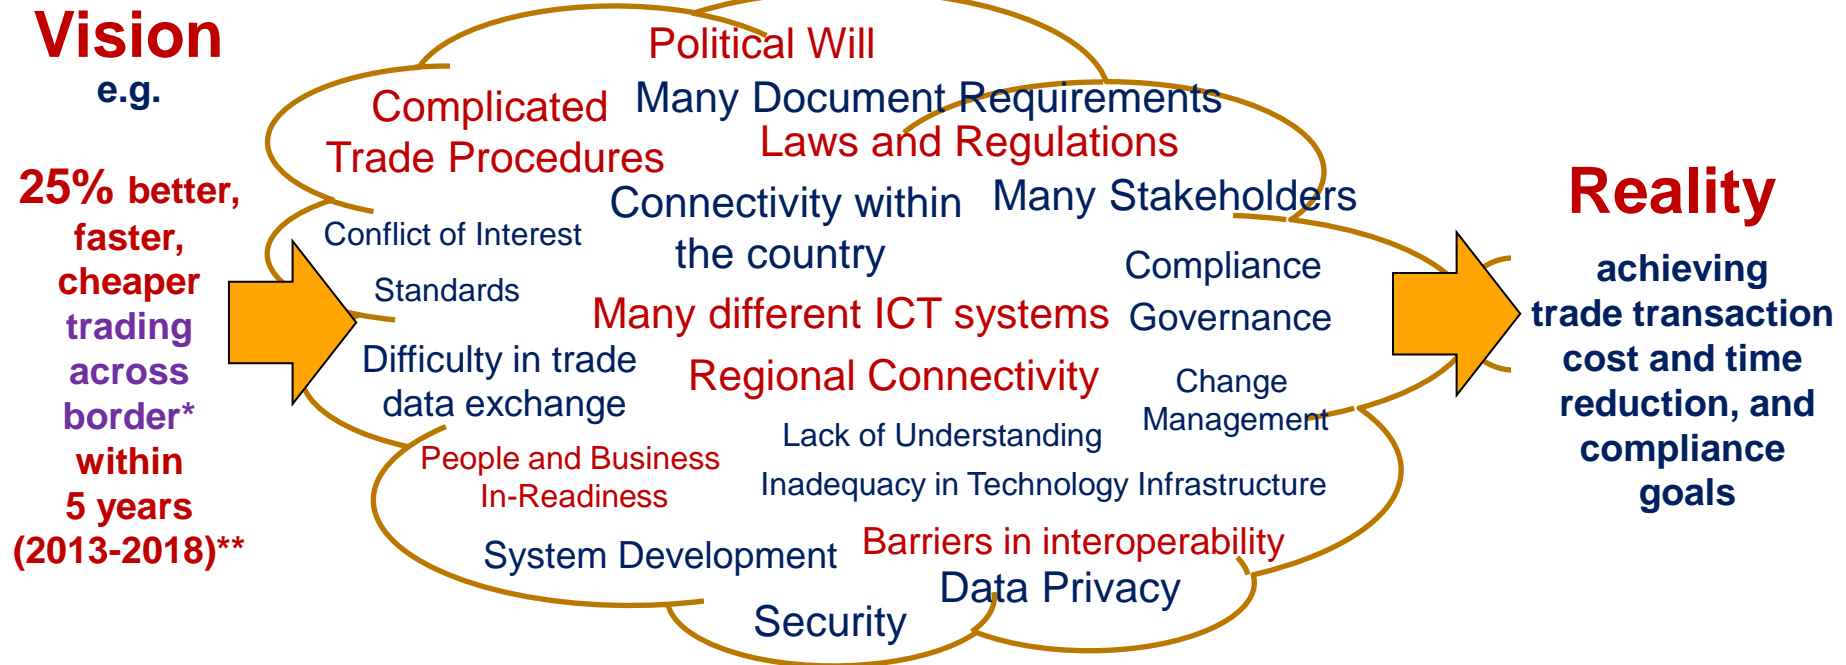 Vision
e.g.
25% better,
faster,
cheaper
trading
across
border*
within
5 years
(2013-2018)**
Political Will
Complicated
Trade Procedures
Many Document Requirements
Laws and Regulations
Connectivity within
the country
Many Stakeholders
Conflict of Interest
Standards
Compliance
Many different ICT systems
Governance
Difficulty in trade
data exchange
Regional Connectivity
Change
Management
Lack of Understanding
People and Business
In-Readiness
Inadequacy in Technology Infrastructure
System Development
Barriers in interoperability
Data Privacy
Security
Reality
achieving
trade transaction
cost and time
reduction, and
compliance
goals